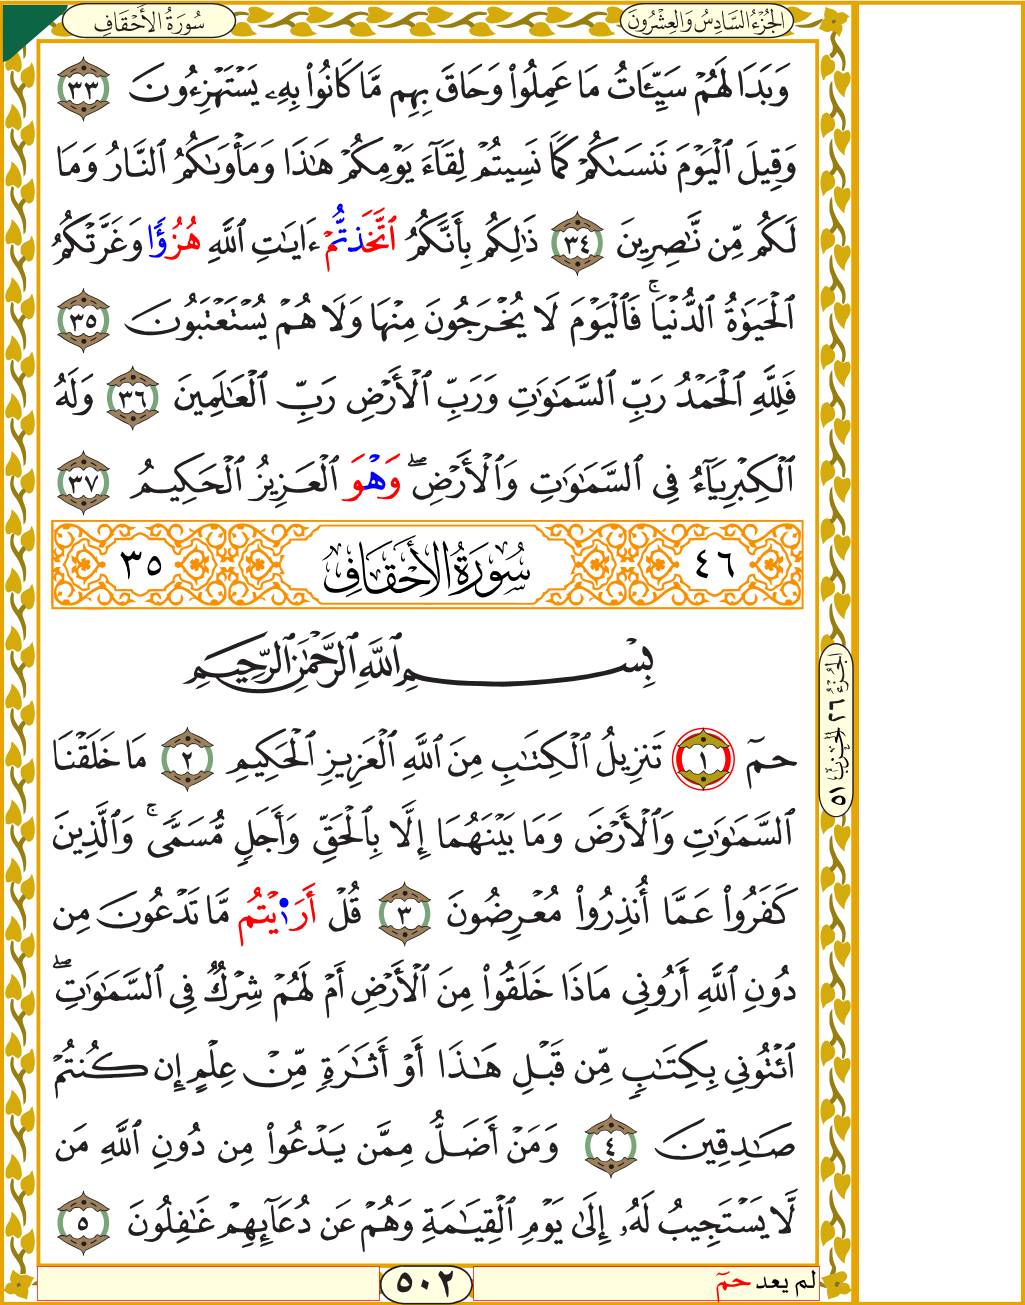 الجُزْءُ السَّادِسُ وَالعِشْرُونَ
سُورَةُ الأَحْقَافِ
وَبَدَا لَهُمْ سَيِّـَٔاتُ مَا عَمِلُوا۟ وَحَاقَ بِهِم مَّا كَانُوا۟ بِهِۦ يَسْتَهْزِءُونَ ٣٣
وَقِيلَ ٱلْيَوْمَ نَنسَىٰكُمْ كَمَا نَسِيتُمْ لِقَآءَ يَوْمِكُمْ هَـٰذَا وَمَأْوَىٰكُمُ ٱلنَّارُ وَمَا
لَكُم مِّن نَّـٰصِرِينَ ٣٤ ذَٰلِكُم بِأَنَّكُمُ ٱتَّخَذتُّمْ ءَايَـٰتِ ٱللَّهِ هُزُؤًا وَغَرَّتْكُمُ
ٱلْحَيَوٰةُ ٱلدُّنْيَا ۚ فَٱلْيَوْمَ لَا يُخْرَجُونَ مِنْهَا وَلَا هُمْ يُسْتَعْتَبُونَ ٣٥
فَلِلَّهِ ٱلْحَمْدُ رَبِّ ٱلسَّمَـٰوَٰتِ وَرَبِّ ٱلْأَرْضِ رَبِّ ٱلْعَـٰلَمِينَ ٣٦ وَلَهُ
ٱلْكِبْرِيَآءُ فِى ٱلسَّمَـٰوَٰتِ وَٱلْأَرْضِ ۖ وَهْوَ ٱلْعَزِيزُ ٱلْحَكِيمُ ٣٧
٤٦ سُورَةُ الأَحْقَافِ ٣٥
بِسْمِ ٱللَّهِ ٱلرَّحْمَـٰنِ ٱلرَّحِيمِ
حمٓ ١ تَنزِيلُ ٱلْكِتَـٰبِ مِنَ ٱللَّهِ ٱلْعَزِيزِ ٱلْحَكِيمِ ٢ مَا خَلَقْنَا
ٱلسَّمَـٰوَٰتِ وَٱلْأَرْضَ وَمَا بَيْنَهُمَا إِلَّا بِٱلْحَقِّ وَأَجَلٍ مُّسَمًّى ۚ وَٱلَّذِينَ
كَفَرُوا۟ عَمَّا أُنذِرُوا۟ مُعْرِضُونَ ٣ قُلْ أَرَٰيْتُم مَّا تَدْعُونَ مِن
دُونِ ٱللَّهِ أَرُونِى مَاذَا خَلَقُوا۟ مِنَ ٱلْأَرْضِ أَمْ لَهُمْ شِرْكٌ فِى ٱلسَّمَـٰوَٰتِ ۖ
ٱئْتُونِى بِكِتَـٰبٍ مِّن قَبْلِ هَـٰذَا أَوْ أَثَـٰرَةٍ مِّنْ عِلْمٍ إِن كُنتُمْ
صَـٰدِقِينَ ٤ وَمَنْ أَضَلُّ مِمَّن يَدْعُوا۟ مِن دُونِ ٱللَّهِ مَن
لَّا يَسْتَجِيبُ لَهُۥ إِلَىٰ يَوْمِ ٱلْقِيَـٰمَةِ وَهُمْ عَن دُعَآئِهِمْ غَـٰفِلُونَ ٥
الجُزْءُ ٢٦ الحِزْبُ ٥١
لم يعد حمٓ
٥٠٢